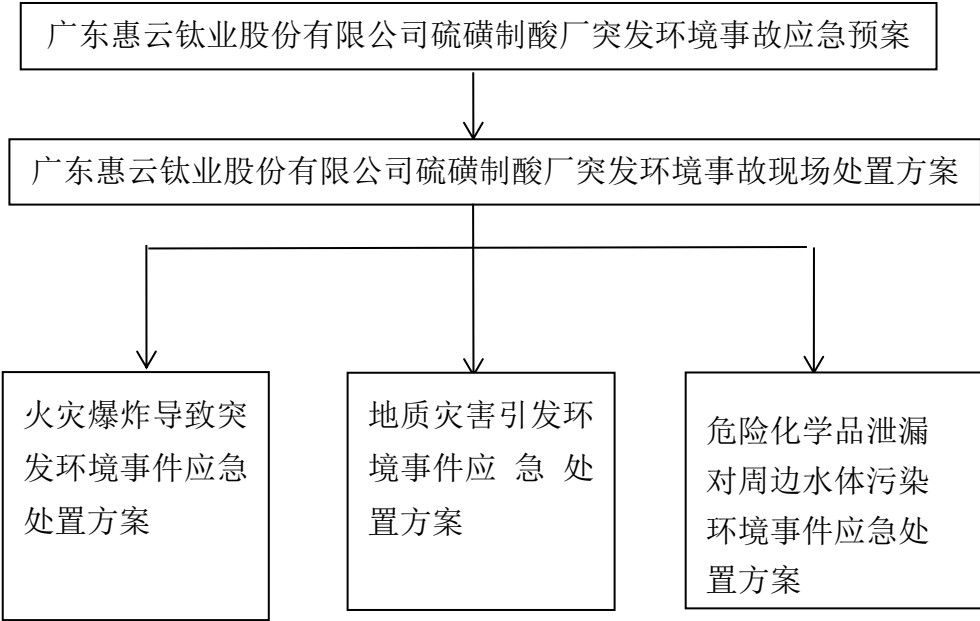 广东惠云钛业股份有限公司硫磺制酸厂突发环境事故应急预案
广东惠云钛业股份有限公司硫磺制酸厂突发环境事故现场处置方案
火灾爆炸导致突
发环境事件应急
处置方案
地质灾害引发环
境事件应 急 处
置方案
危险化学品泄漏
对周边水体污染
环境事件应急处
置方案